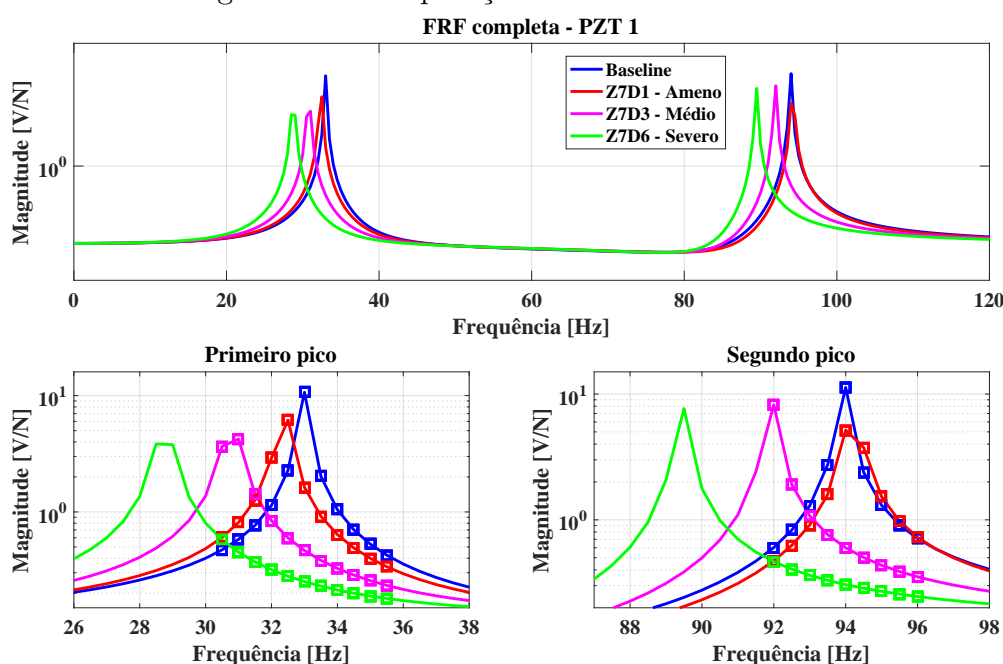 FRF completa - PZT 1
Magnitude [V/N]
10^0
Baseline
Z7D1 - Ameno
Z7D3 - Médio
Z7D6 - Severo
0 20 40 60 80 100 120
Frequência [Hz]
Primeiro pico
Magnitude [V/N]
10^1
10^0
26 28 30 32 34 36 38
Frequência [Hz]
Segundo pico
Magnitude [V/N]
10^1
10^0
88 90 92 94 96 98
Frequência [Hz]